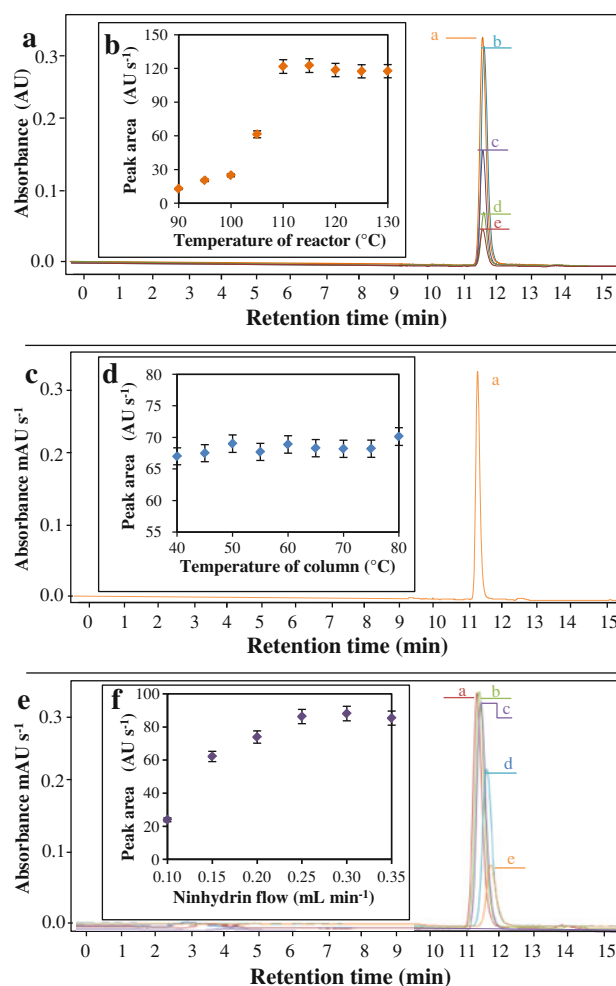 a
Absorbance (AU)
0.3
0.2
0.1
0.0
b
Peak area (AU s-1)
150
120
90
60
30
0
90 100 110 120 130
Temperature of reactor (°C)
a
b
c
d
e
0 1 2 3 4 5 6 7 8 9 10 11 12 13 14 15
Retention time (min)
c
Absorbance mAU s-1
0.3
0.2
0.1
0.0
d
Peak area (AU s-1)
80
75
70
65
60
55
40 50 60 70 80
Temperature of column (°C)
a
0 1 2 3 4 5 6 7 8 9 10 11 12 13 14 15
Retention time (min)
e
Absorbance mAU s-1
0.3
0.2
0.1
0.0
f
Peak area (AU s-1)
100
80
60
40
20
0
0.10 0.15 0.20 0.25 0.30 0.35
Ninhydrin flow (mL min-1)
a
b
c
d
e
0 1 2 3 4 5 6 7 8 9 10 11 12 13 14 15
Retention time (min)